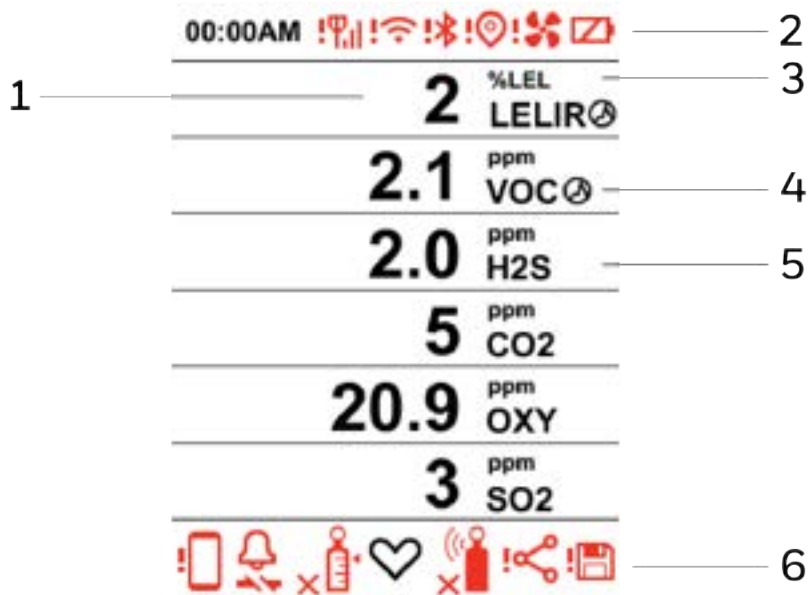 00:00AM
2
%LEL
3
1
2
LELIR
ppm
2.1
VOC
4
ppm
2.0
H2S
5
ppm
5
CO2
ppm
20.9
OXY
ppm
3
SO2
6